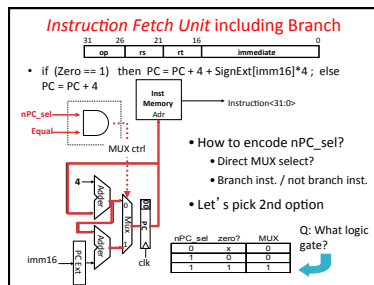 Instruction Fetch Unit including Branch
31 26 21 16 0
op rs rt immediate
• if (Zero == 1) then PC = PC + 4 + SignExt[imm16]*4 ; else
PC = PC + 4
Inst
Memory
Adr
Instruction<31:0>
nPC_sel
Equal
MUX ctrl
• How to encode nPC_sel?
• Direct MUX select?
• Branch inst. / not branch inst.
• Let's pick 2nd option
4
Adder
Adder
0
Mux
1
00
PC
clk
imm16
PC Ext
Q: What logic
gate?
nPC_sel zero? MUX
0 x 0
1 0 0
1 1 1